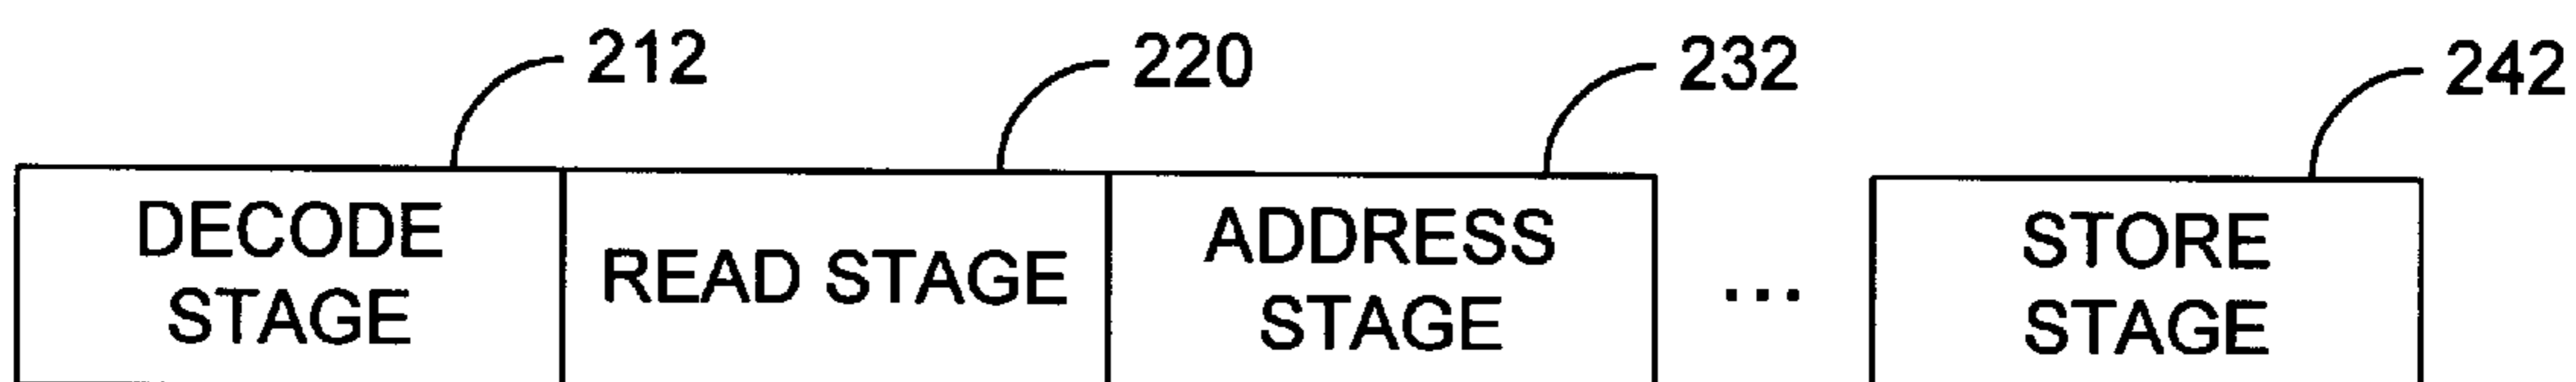 212 220 232 242
DECODE STAGE
READ STAGE
ADDRESS STAGE
...
STORE STAGE